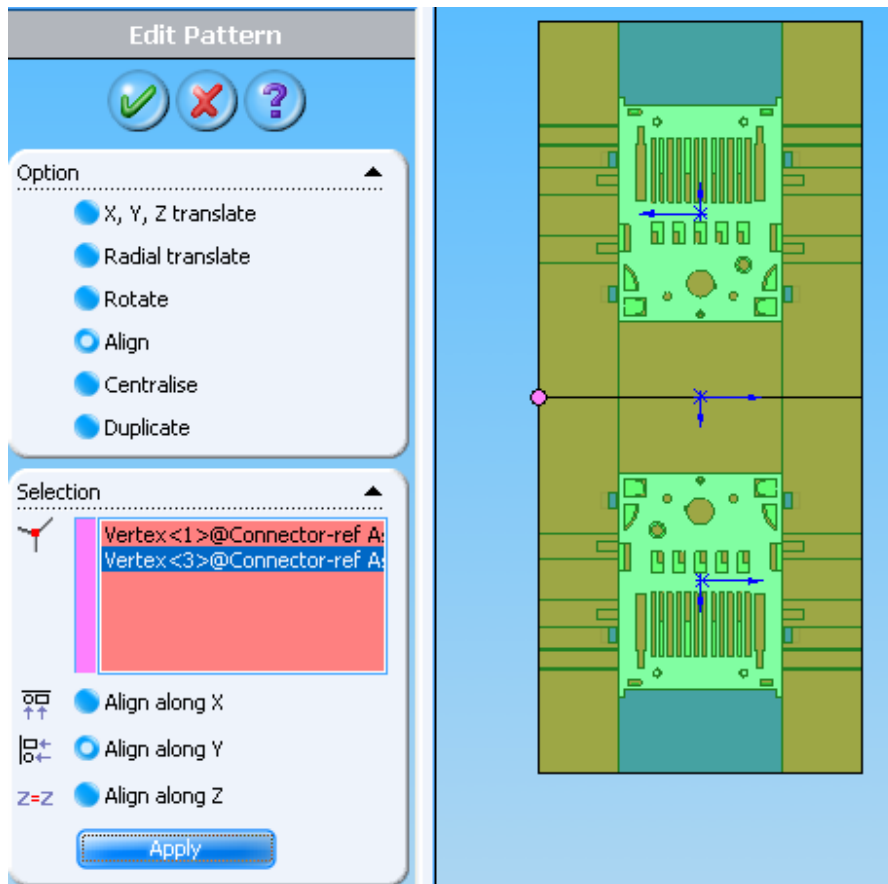 Edit Pattern
Option
X, Y, Z translate
Radial translate
Rotate
Align
Centralise
Duplicate
Selection
Vertex<1>@Connector-ref A
Vertex<3>@Connector-ref A
Align along X
Align along Y
Z=Z Align along Z
Apply